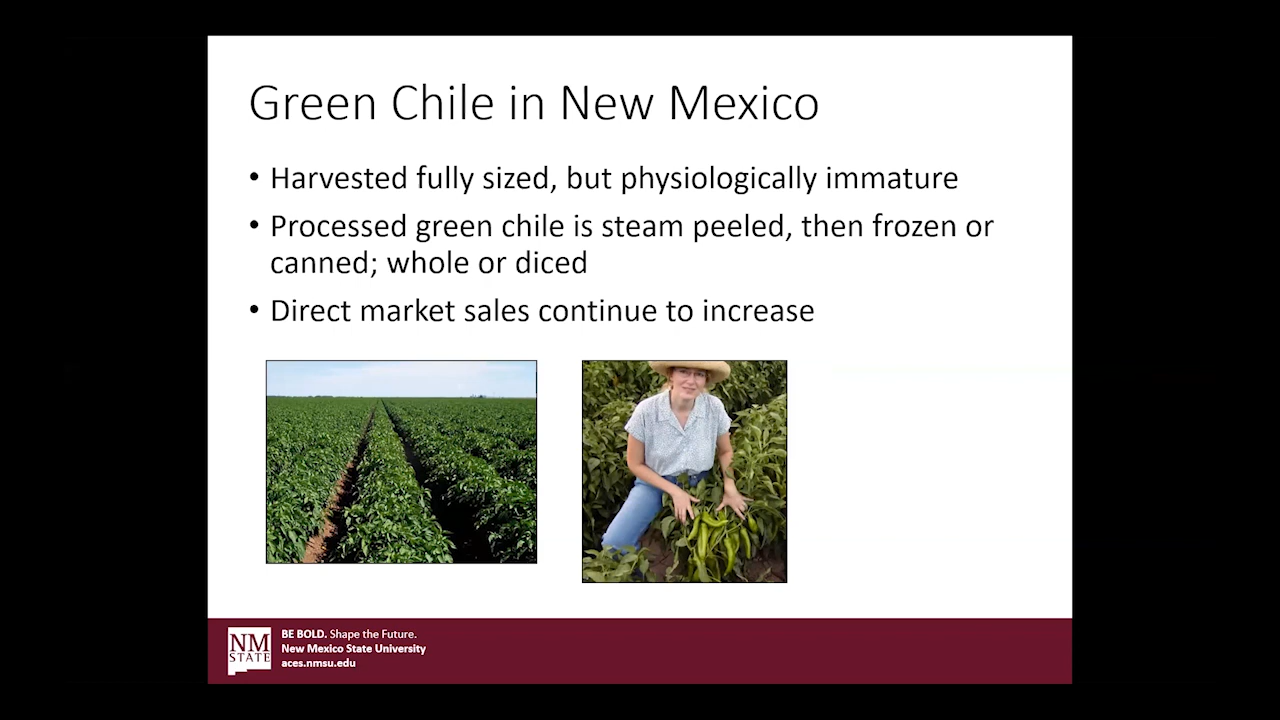 Green Chile in New Mexico
• Harvested fully sized, but physiologically immature
• Processed green chile is steam peeled, then frozen or
canned; whole or diced
• Direct market sales continue to increase
NM
STATE
BE BOLD. Shape the Future.
New Mexico State University
aces.nmsu.edu